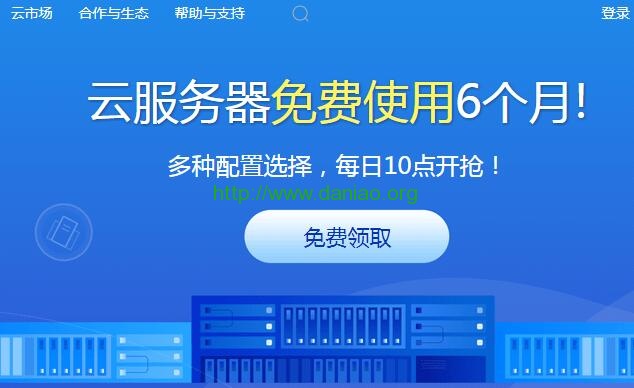 云市场 合作与生态 帮助与支持 登录
云服务器免费使用6个月!
多种配置选择，每日10点开抢！
http://www.daniao.org
免费领取